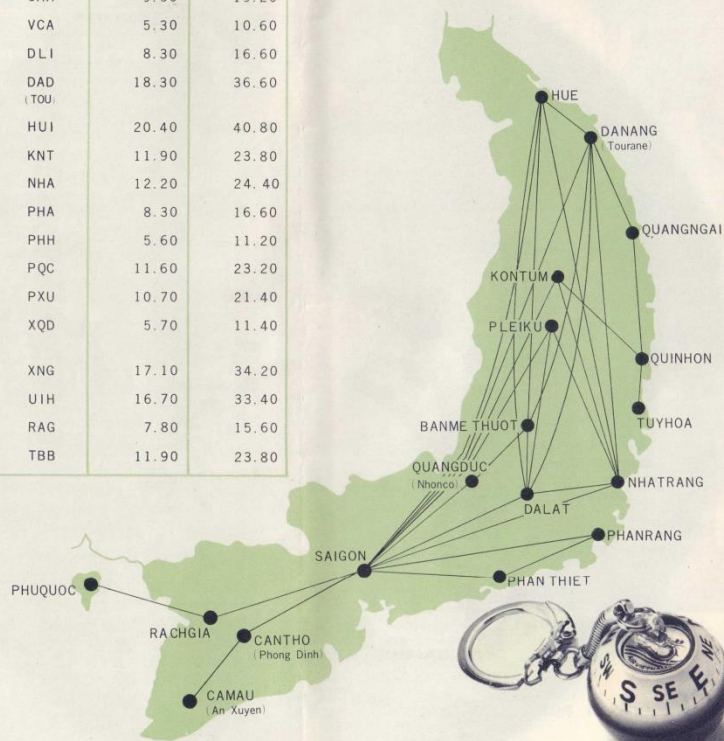 VCA 5.30 10.60
DLI 8.30 16.60
DAD 18.30 36.60
(TOU)
HUI 20.40 40.80
KNT 11.90 23.80
NHA 12.20 24.40
PHA 8.30 16.60
PHH 5.60 11.20
PQC 11.60 23.20
PXU 10.70 21.40
XQD 5.70 11.40
XNG 17.10 34.20
UIH 16.70 33.40
RAG 7.80 15.60
TBB 11.90 23.80
HUE
DANANG
(Tourane)
QUANGNGAI
KONTUM
PLEIKU
QUINHON
TUYHOA
BANME THUOT
QUANGDUC
(Nhonco)
NHATRANG
DALAT
PHANRANG
SAIGON
PHAN THIET
PHUQUOC
RACHGIA
CANTHO
(Phong Dinh)
CAMAU
(An Xuyen)
SW S SE E NE